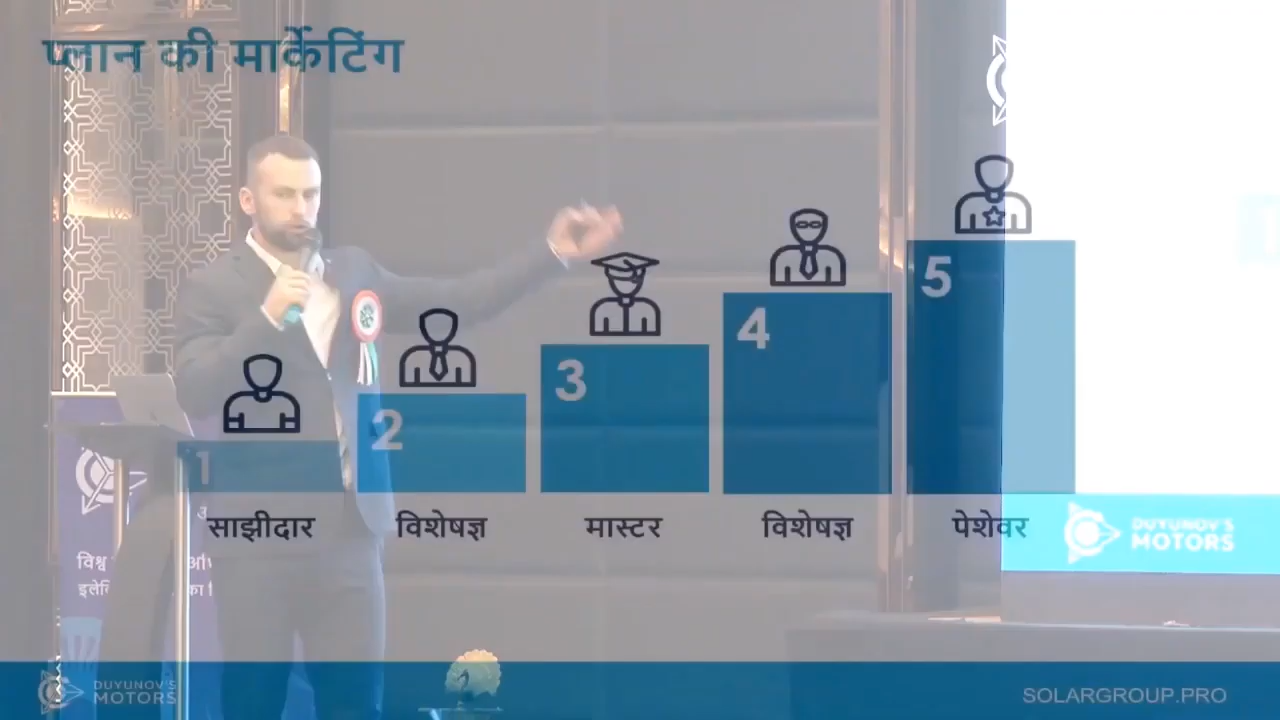 प्लान की मार्केटिंग
1
2
3
4
5
साझीदार
विशेषज्ञ
मास्टर
विशेषज्ञ
पेशेवर
DUYUNOV'S
MOTORS
विश्व
DUYUNOV'S
MOTORS
SOLARGROUP.PRO